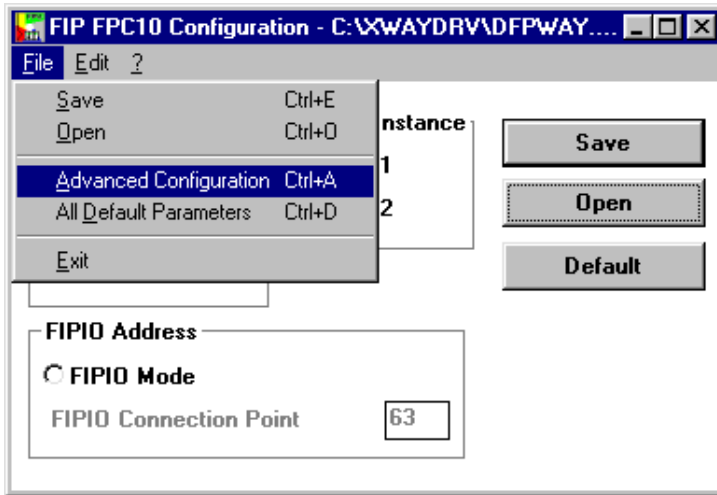 FIP FPC10 Configuration - C:\XWAYDRV\DFPWAY....
File Edit ?
Save Ctrl+E
Open Ctrl+O
Advanced Configuration Ctrl+A
All Default Parameters Ctrl+D
Exit
nstance
1
2
Save
Open
Default
FIPIO Address
FIPIO Mode
FIPIO Connection Point 63